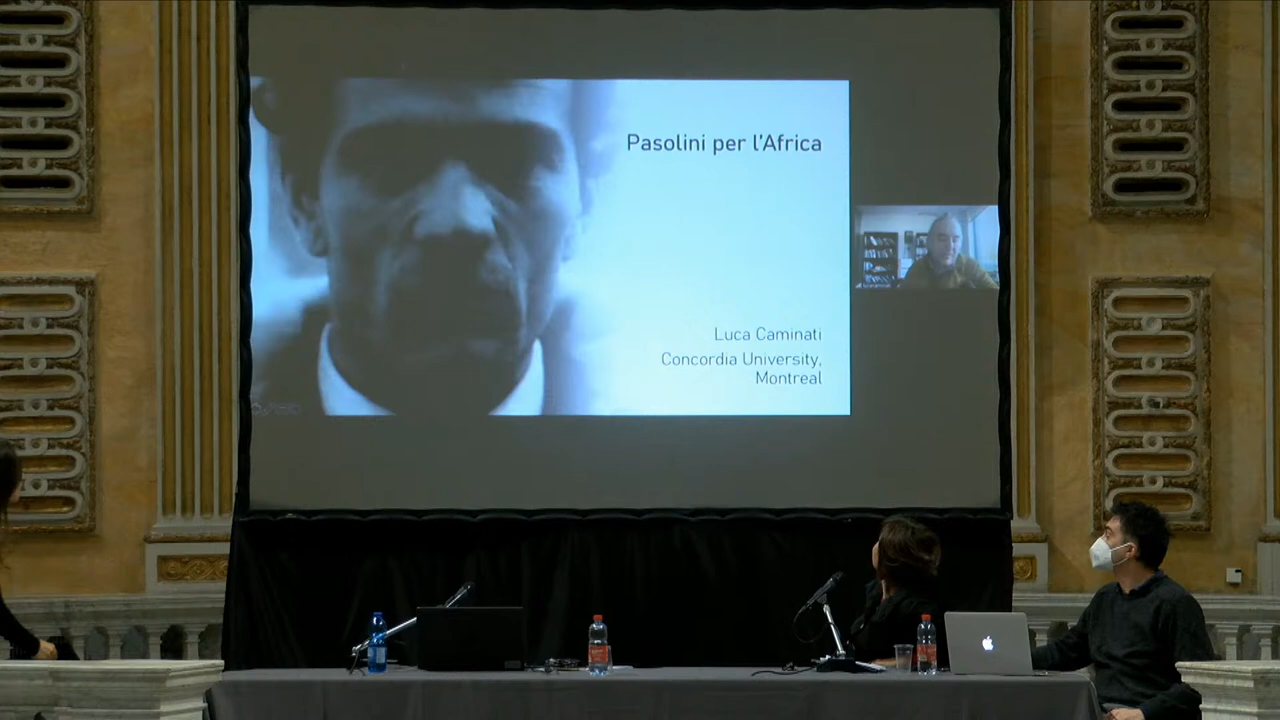 Pasolini per l'Africa
Luca Caminati
Concordia University,
Montreal